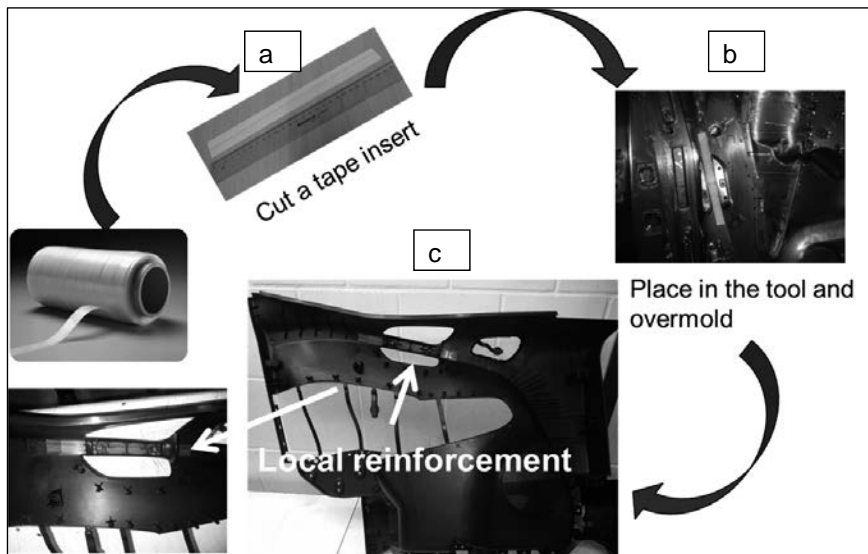 a
b
Cut a tape insert
c
Place in the tool and
overmold
Local reinforcement